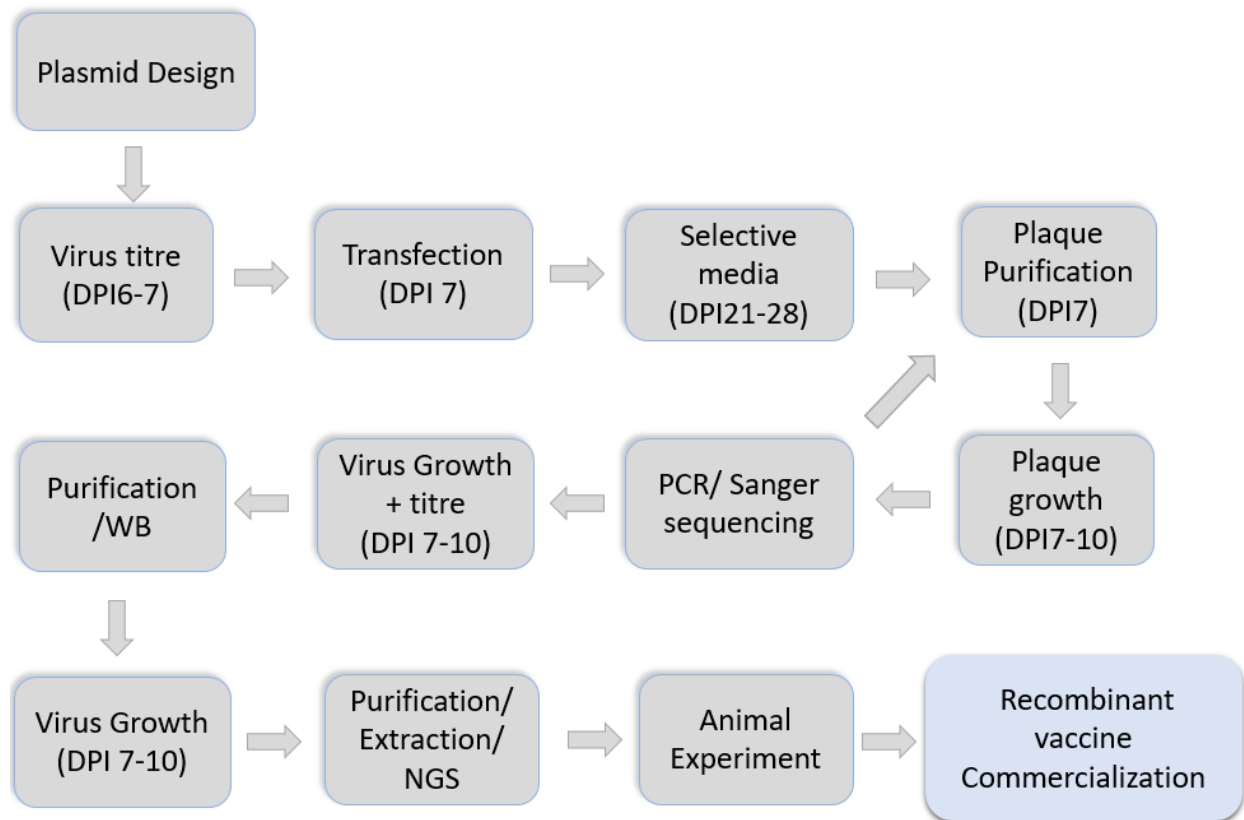 Plasmid Design
Virus titre
(DPI6-7)
Transfection
(DPI 7)
Selective
media
(DPI21-28)
Plaque
Purification
(DPI7)
Purification
/WB
Virus Growth
+ titre
(DPI 7-10)
PCR/ Sanger
sequencing
Plaque
growth
(DPI7-10)
Virus Growth
(DPI 7-10)
Purification/
Extraction/
NGS
Animal
Experiment
Recombinant
vaccine
Commercialization